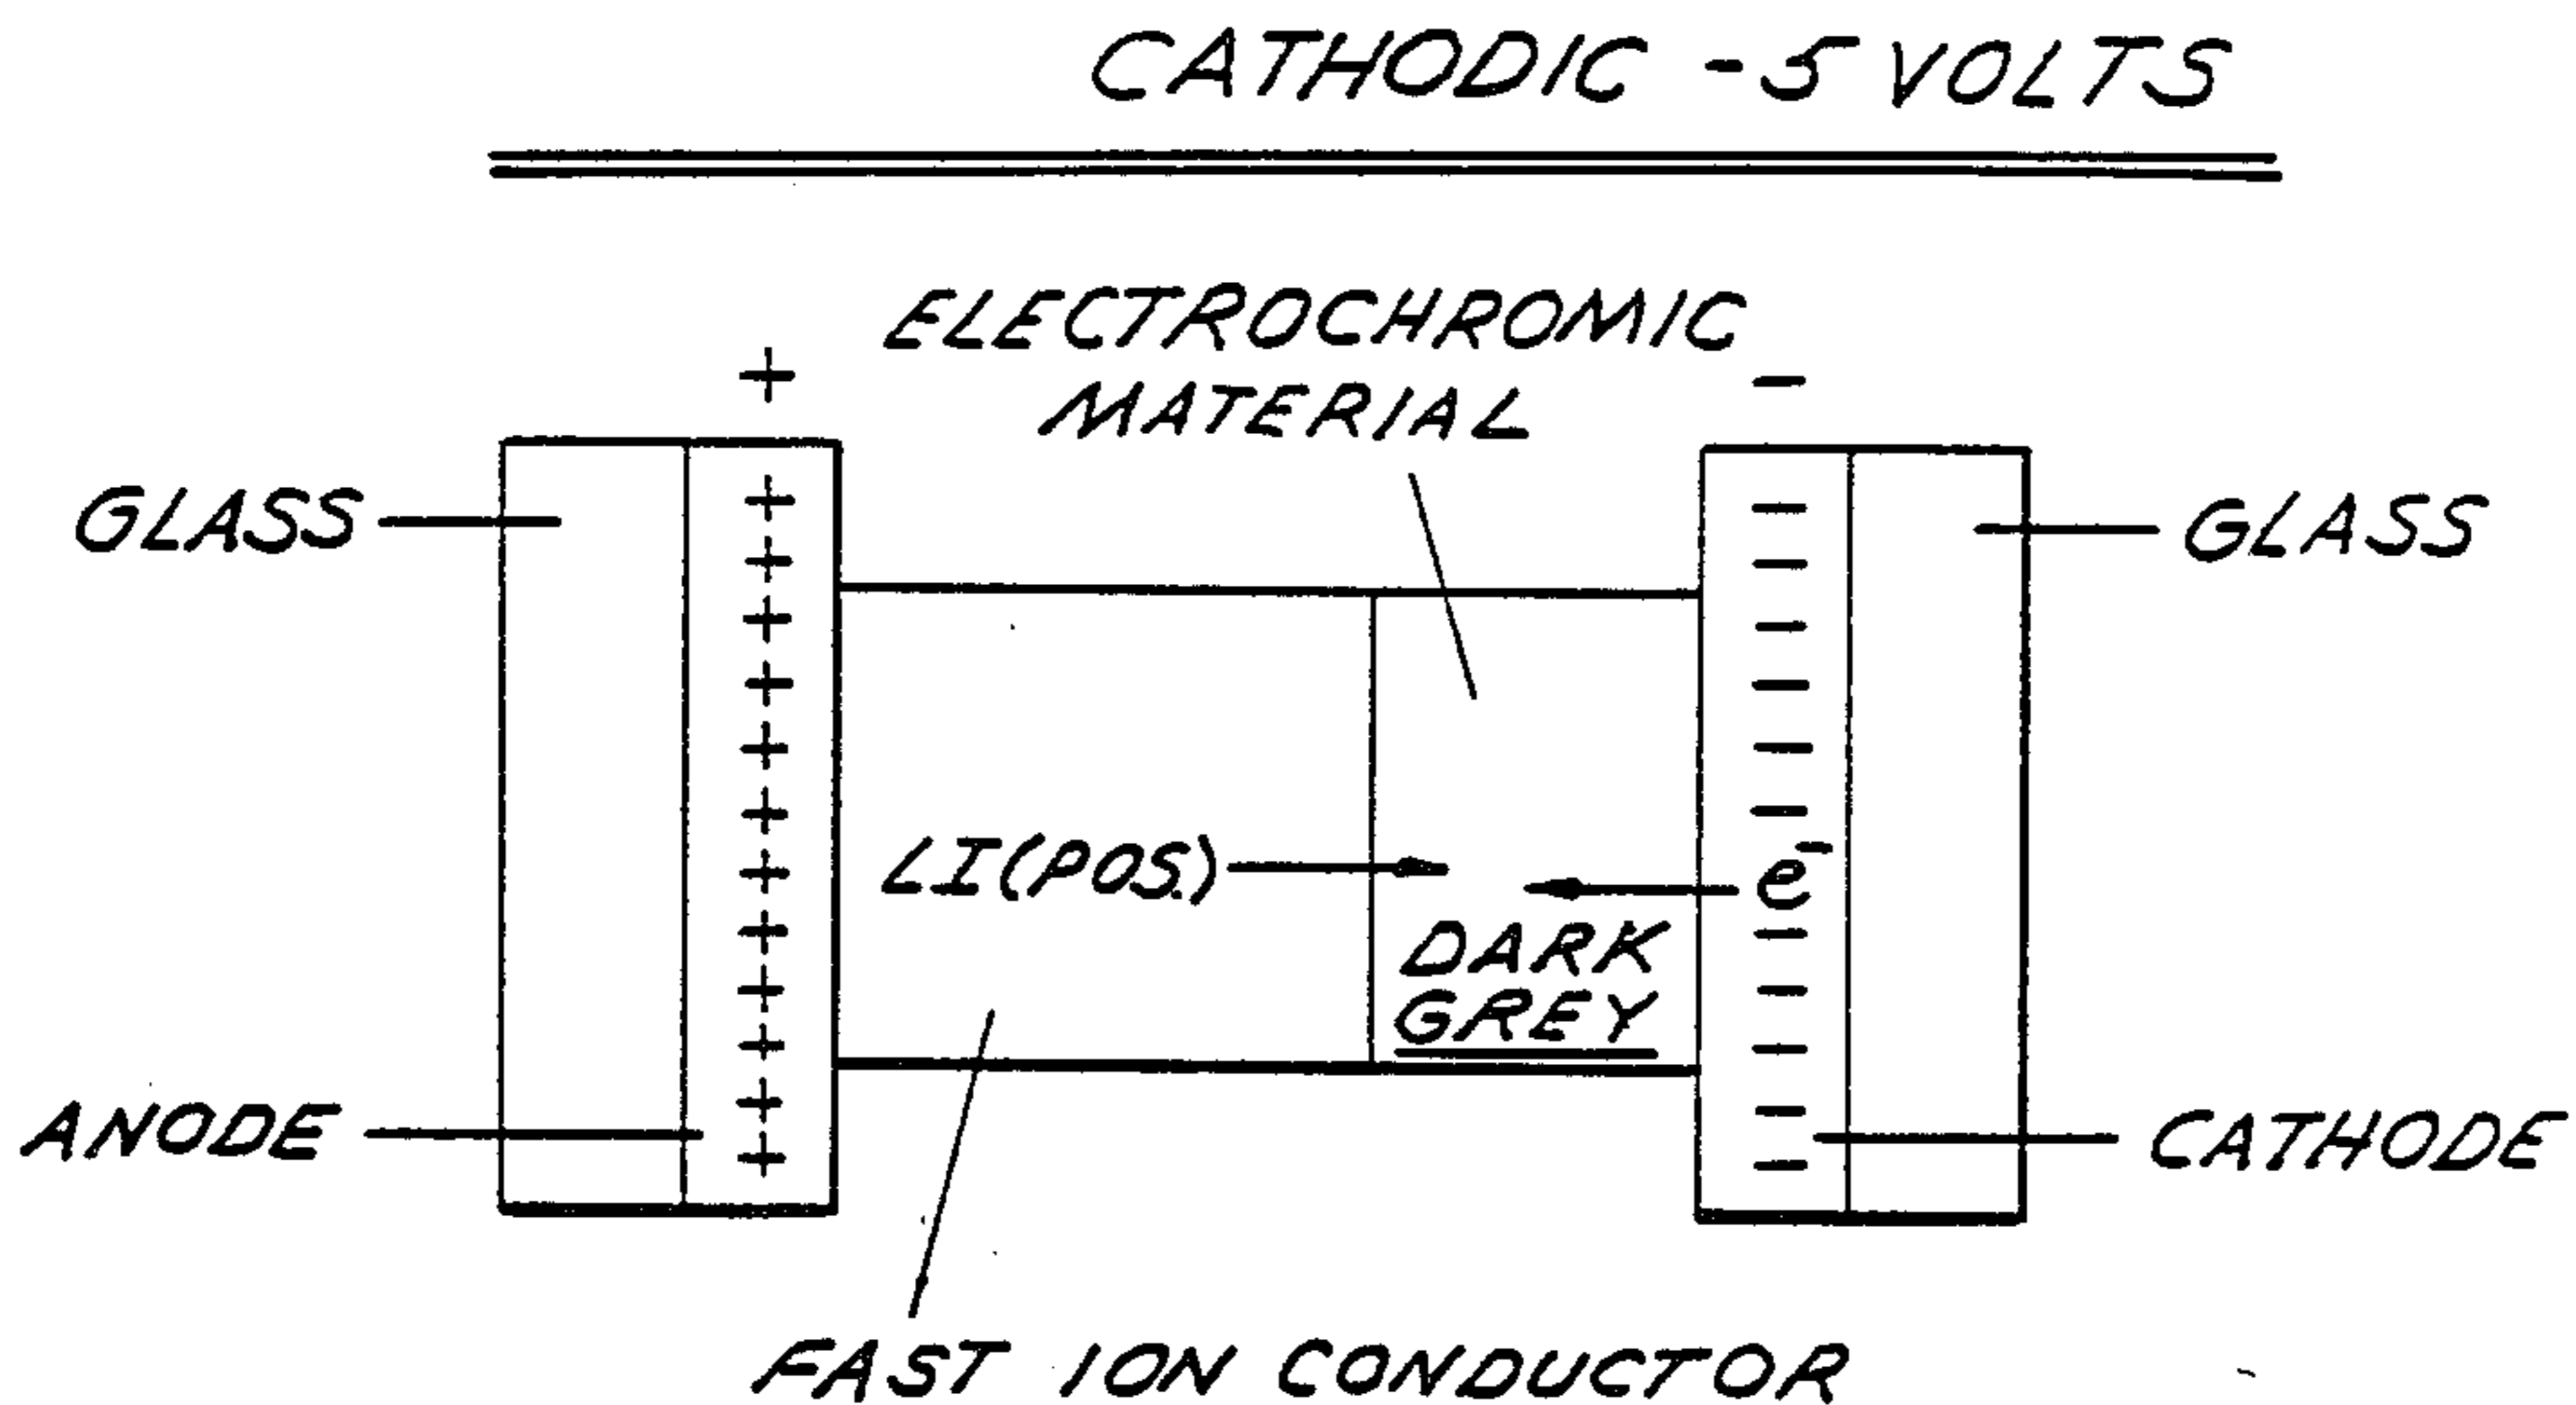 CATHODIC -5 VOLTS
ELECTROCHROMIC
MATERIAL
+
-
GLASS
GLASS
+
+
+
+
+
+
+
+
+
+
+
+
-
-
-
-
-
-
e-
-
-
-
-
-
LI(POS.)
DARK
GREY
ANODE
CATHODE
FAST ION CONDUCTOR